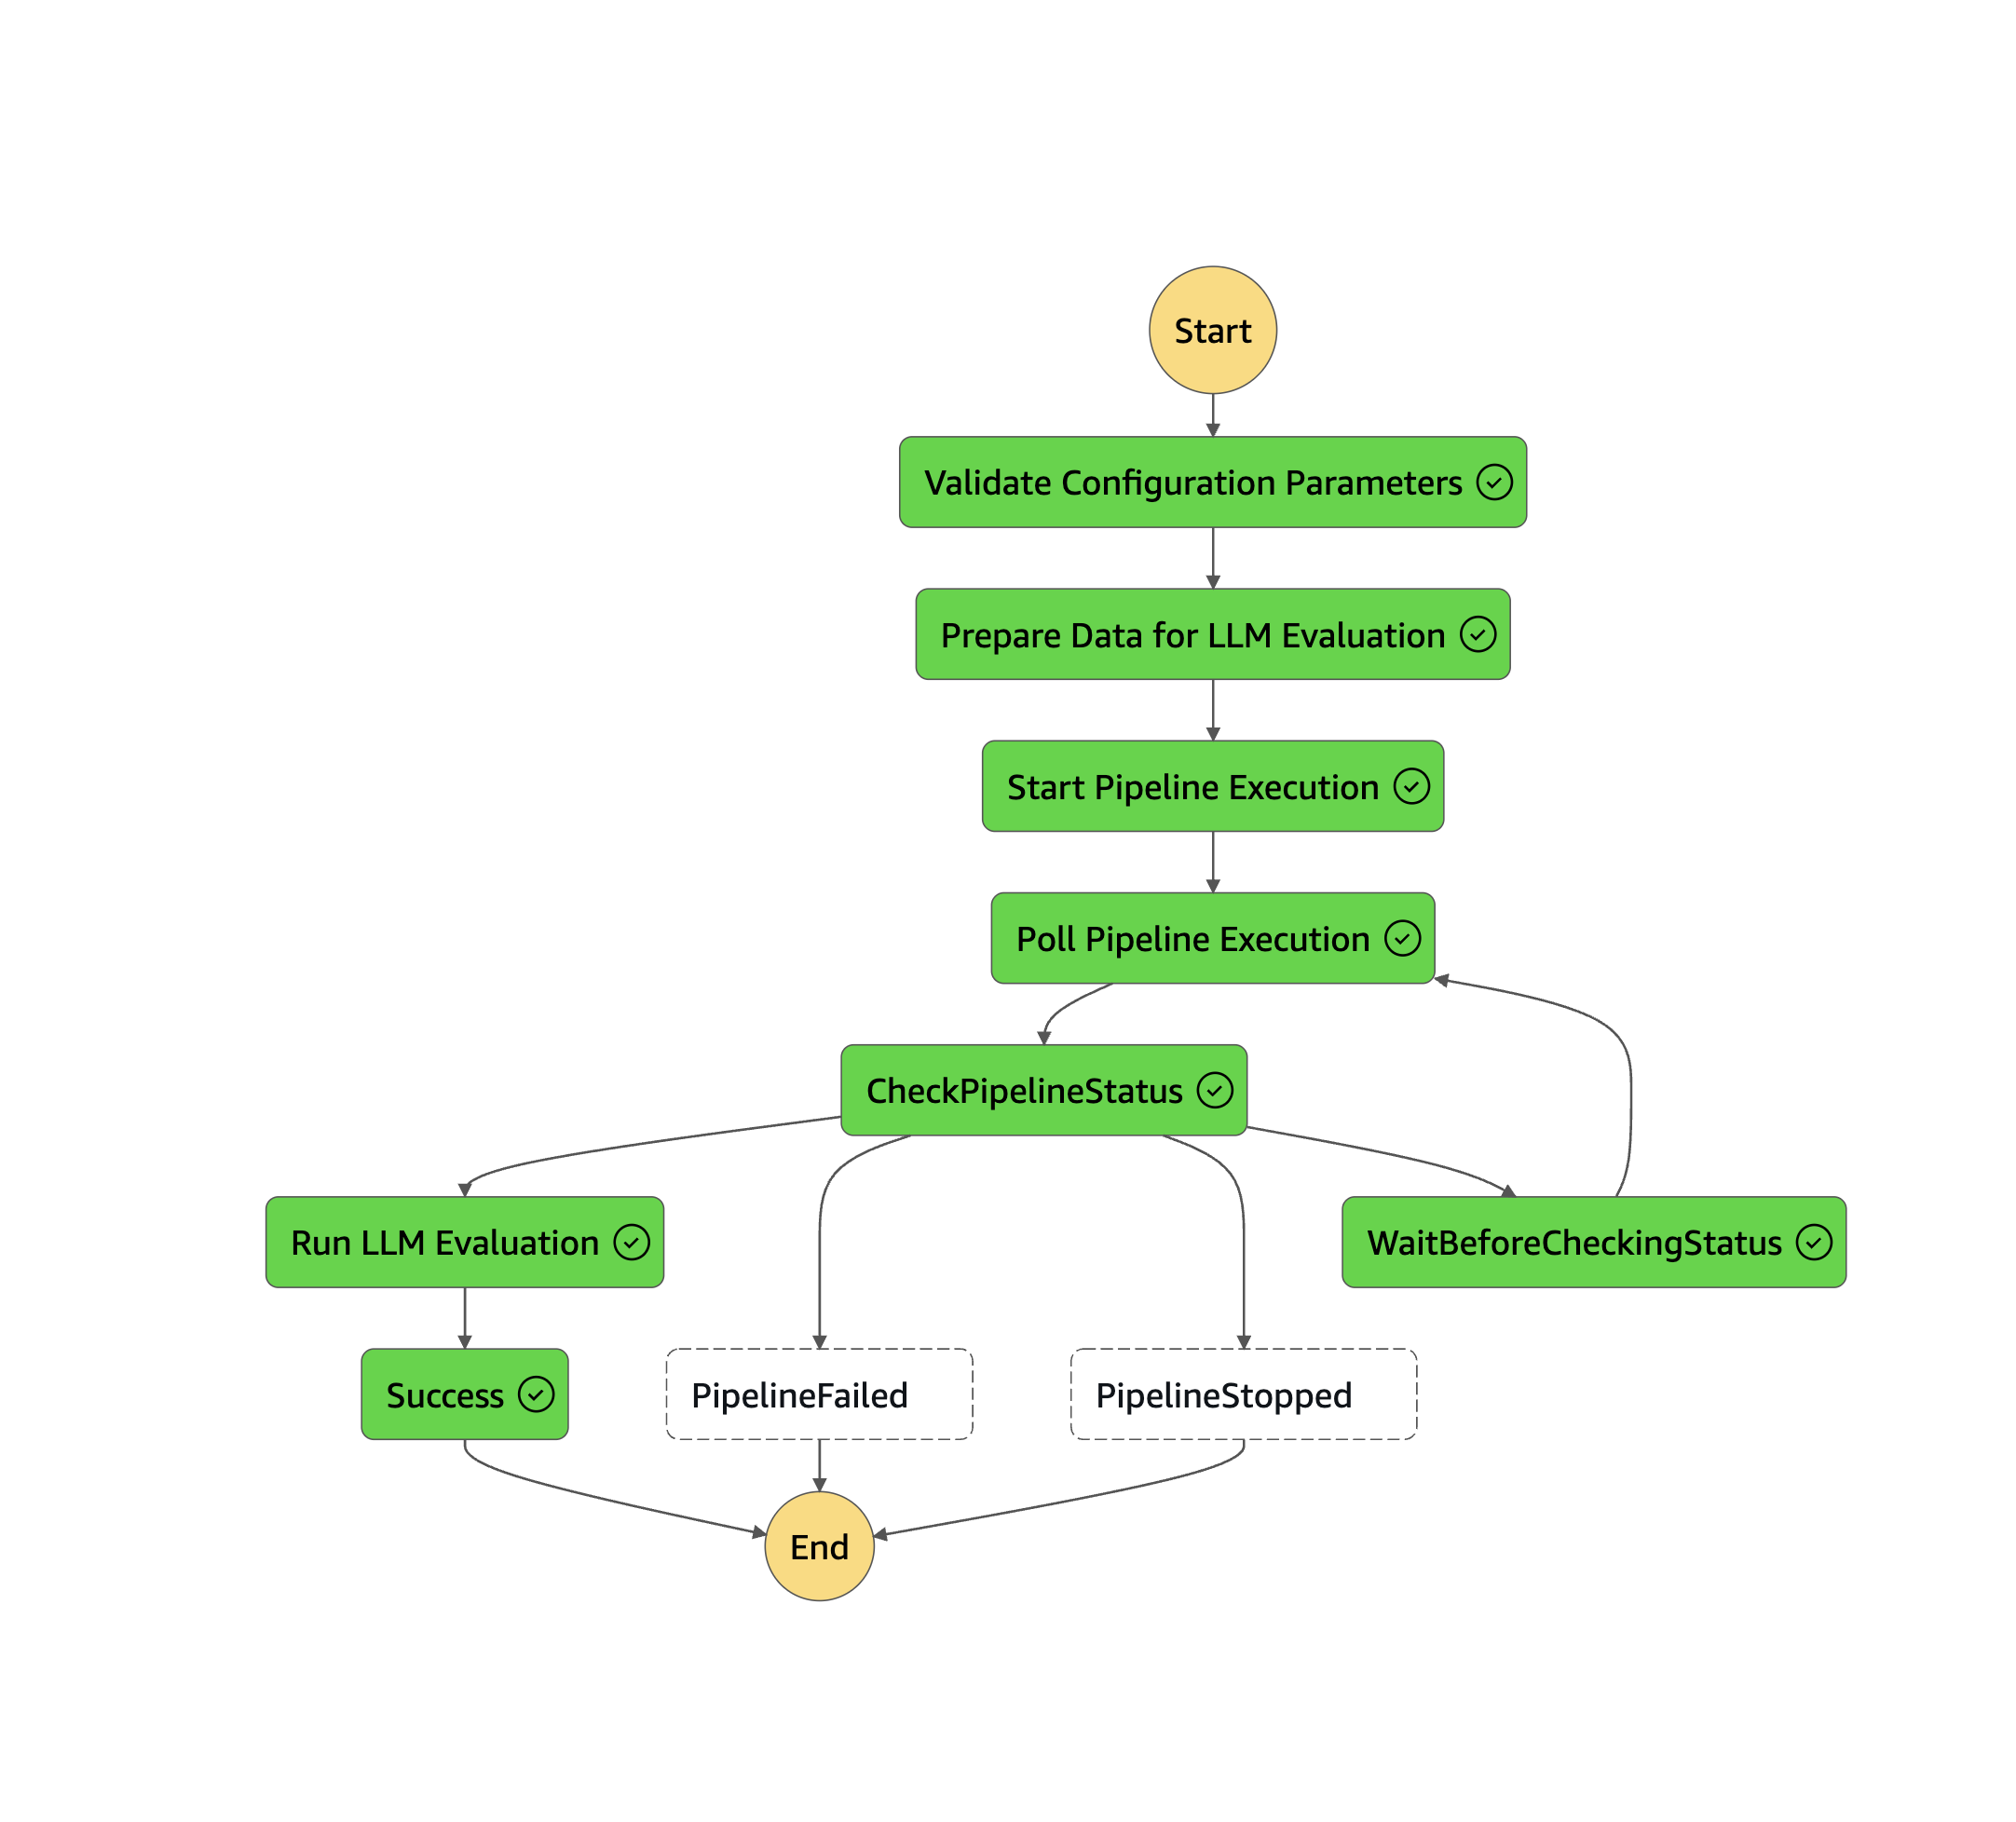 Start
Validate Configuration Parameters
Prepare Data for LLM Evaluation
Start Pipeline Execution
Poll Pipeline Execution
CheckPipelineStatus
Run LLM Evaluation
WaitBeforeCheckingStatus
Success
PipelineFailed
PipelineStopped
End